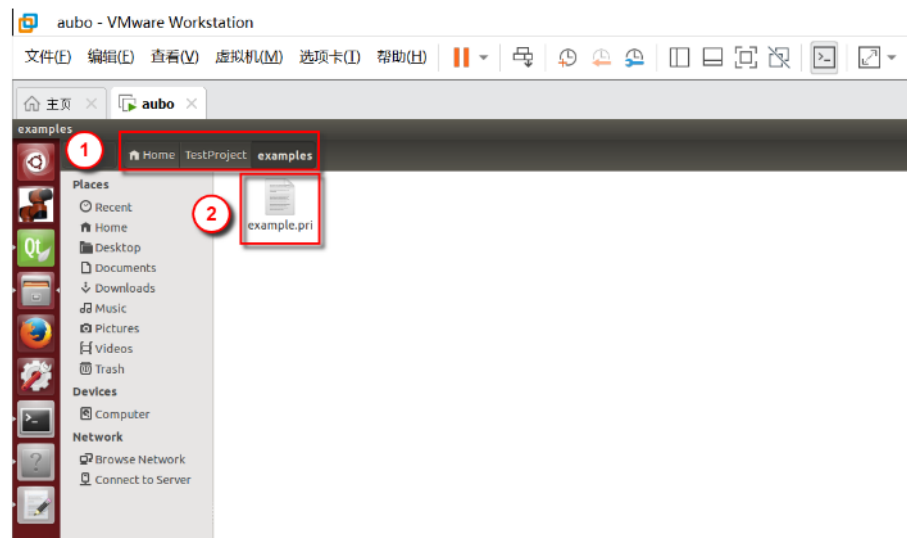 aubo - VMware Workstation
文件(F) 编辑(E) 查看(V) 虚拟机(M) 选项卡(T) 帮助(H)
主页 aubo
examples
1 Home TestProject examples
Places
Recent
2
Home
example.pri
Desktop
Documents
Downloads
Music
Pictures
Videos
Trash
Devices
Computer
Network
Browse Network
Connect to Server
Qt